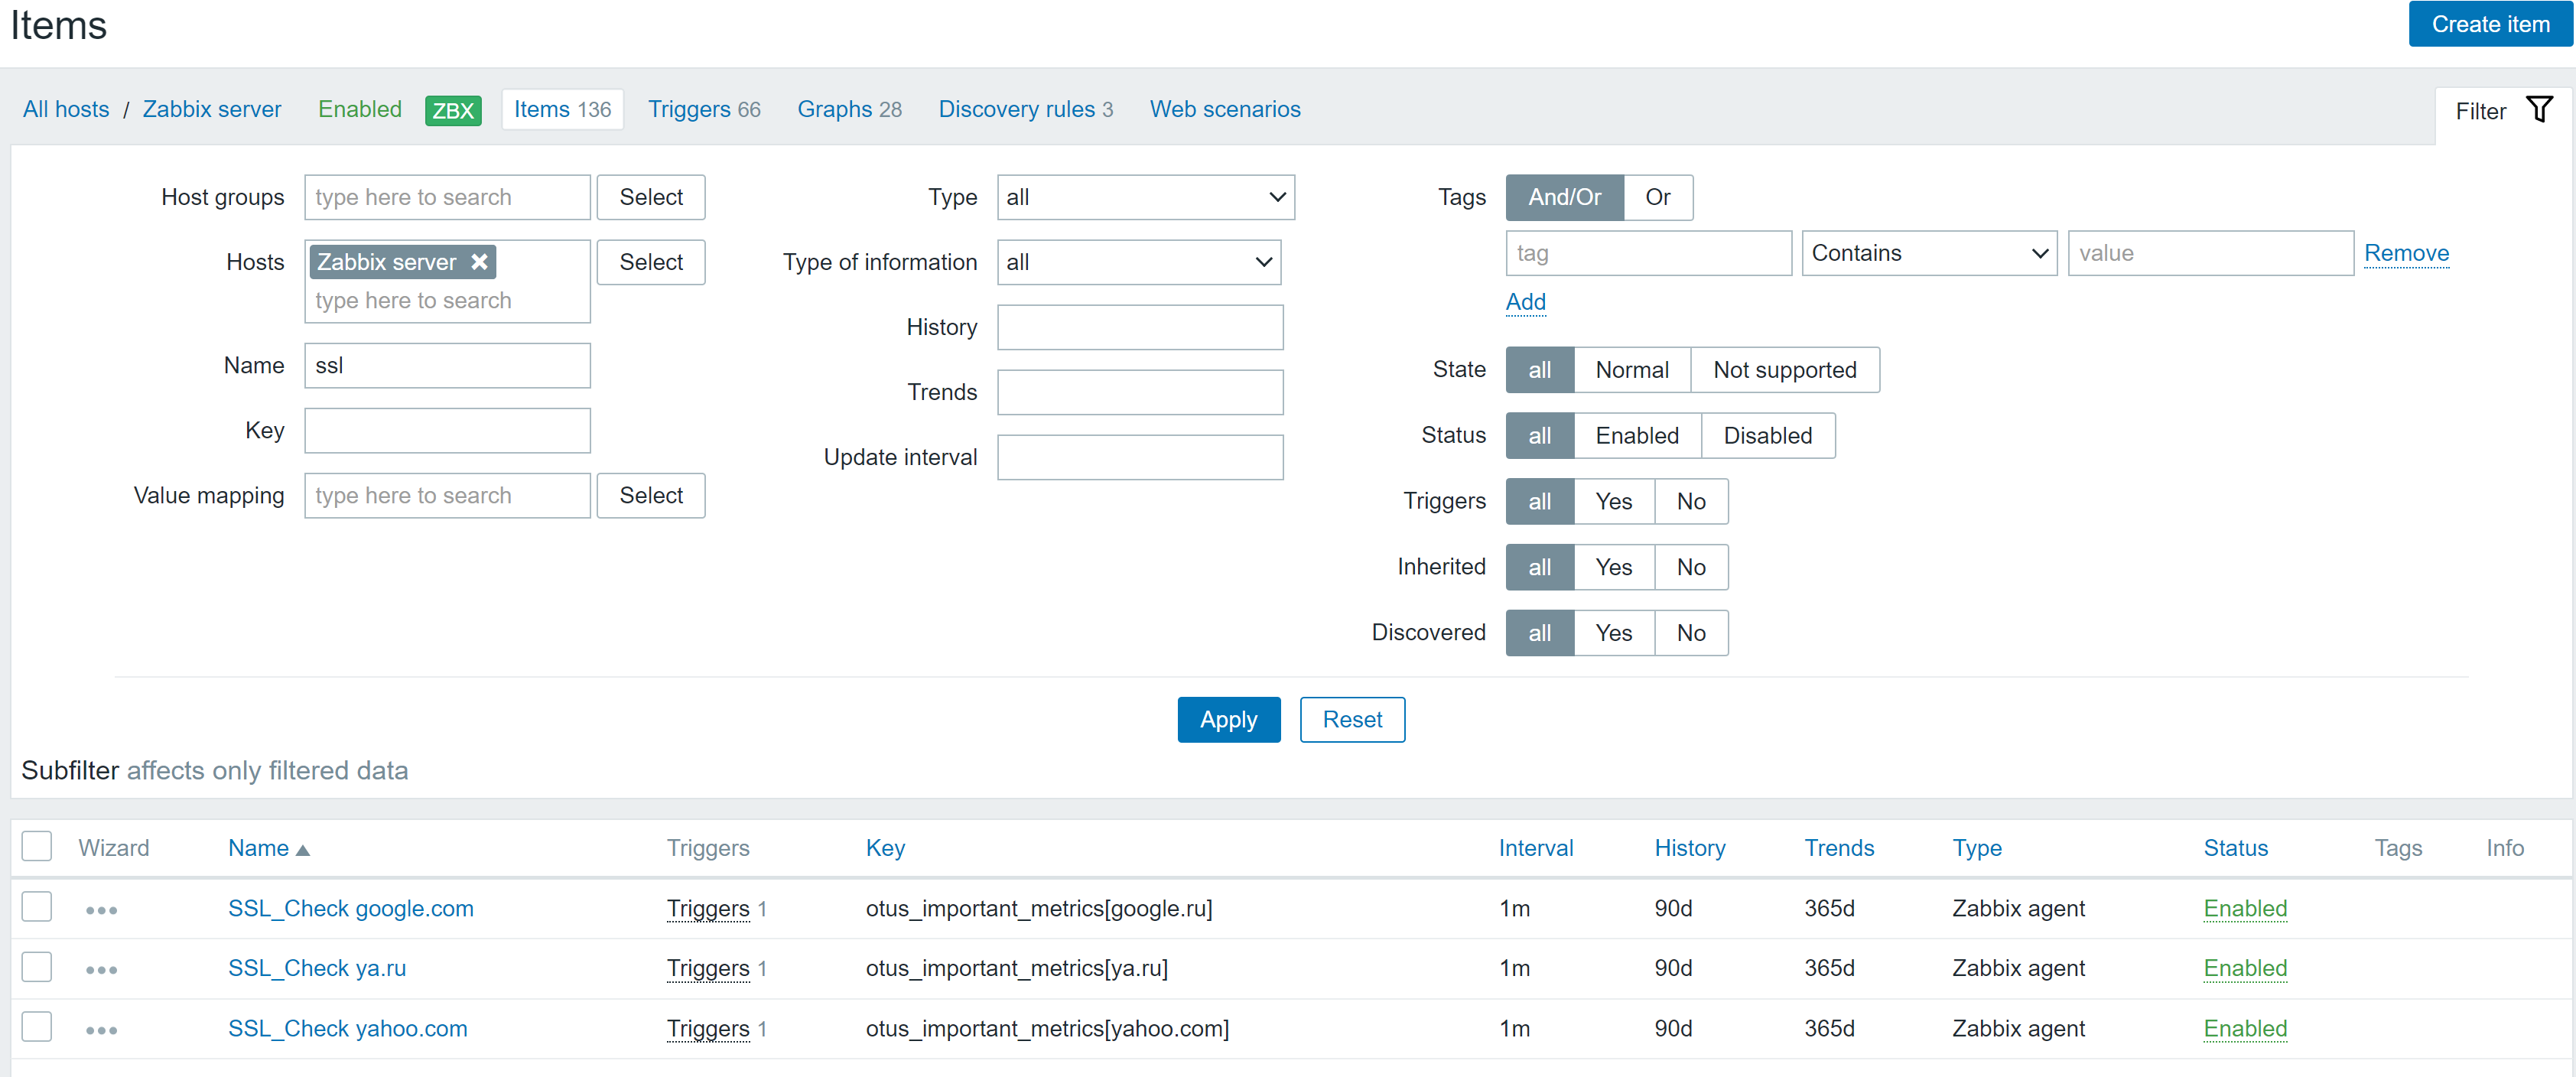 Items
Create item
All hosts / Zabbix server Enabled ZBX Items 136 Triggers 66 Graphs 28 Discovery rules 3 Web scenarios
Filter
Host groups type here to search Select
Hosts Zabbix server Select
type here to search
Name ssl
Key
Value mapping type here to search Select
Type all
Type of information all
History
Trends
Update interval
Tags And/Or Or
tag Contains value Remove
Add
State all Normal Not supported
Status all Enabled Disabled
Triggers all Yes No
Inherited all Yes No
Discovered all Yes No
Apply Reset
Subfilter affects only filtered data
Wizard Name Triggers Key Interval History Trends Type Status Tags Info
SSL_Check google.com Triggers 1 otus_important_metrics[google.ru] 1m 90d 365d Zabbix agent Enabled
SSL_Check ya.ru Triggers 1 otus_important_metrics[ya.ru] 1m 90d 365d Zabbix agent Enabled
SSL_Check yahoo.com Triggers 1 otus_important_metrics[yahoo.com] 1m 90d 365d Zabbix agent Enabled